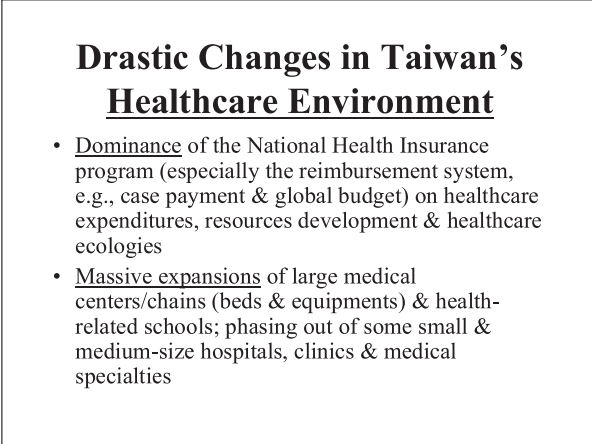 Drastic Changes in Taiwan's
Healthcare Environment
• Dominance of the National Health Insurance
program (especially the reimbursement system,
e.g., case payment & global budget) on healthcare
expenditures, resources development & healthcare
ecologies
• Massive expansions of large medical
centers/chains (beds & equipments) & health-
related schools; phasing out of some small &
medium-size hospitals, clinics & medical
specialties